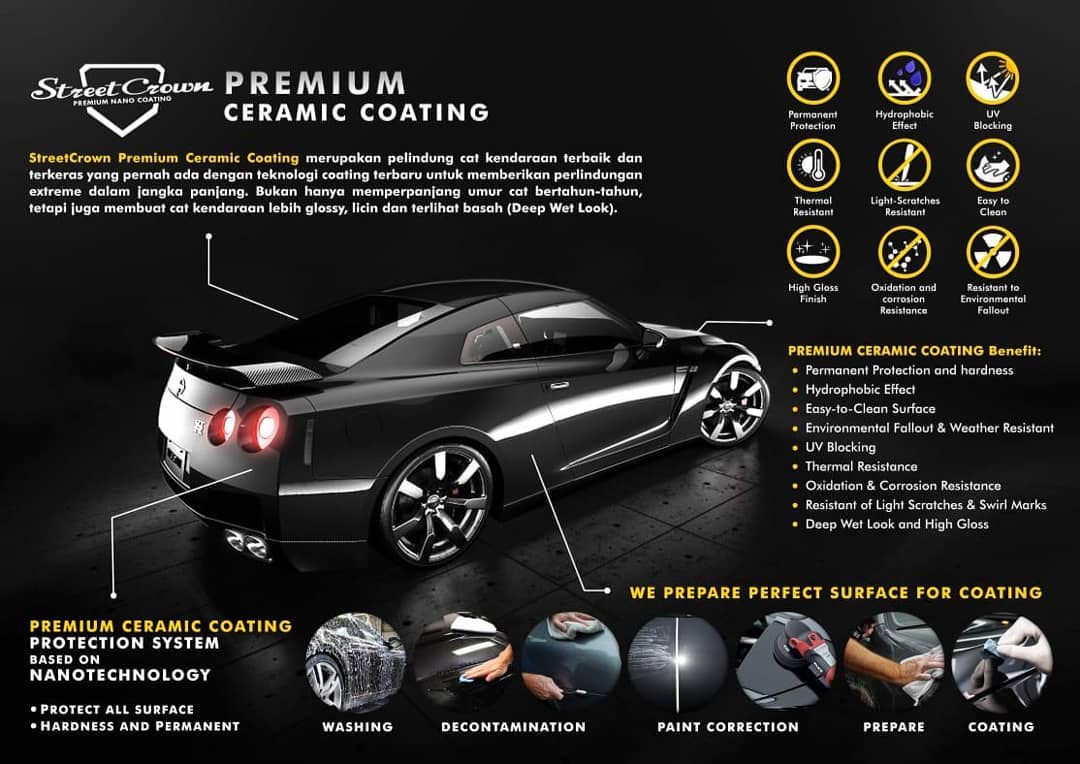 StreetCrown
PREMIUM NANO COATING
PREMIUM
CERAMIC COATING
StreetCrown Premium Ceramic Coating merupakan pelindung cat kendaraan terbaik dan
terkeras yang pernah ada dengan teknologi coating terbaru untuk memberikan perlindungan
extreme dalam jangka panjang. Bukan hanya memperpanjang umur cat bertahun-tahun,
tetapi juga membuat cat kendaraan lebih glossy, licin dan terlihat basah (Deep Wet Look).
Permanent
Protection
Hydrophobic
Effect
UV
Blocking
Thermal
Resistant
Light-Scratches
Resistant
Easy to
Clean
High Gloss
Finish
Oxidation and
corrosion
Resistance
Resistant to
Environmental
Fallout
PREMIUM CERAMIC COATING Benefit:
• Permanent Protection and hardness
• Hydrophobic Effect
• Easy-to-Clean Surface
• Environmental Fallout & Weather Resistant
• UV Blocking
• Thermal Resistance
• Oxidation & Corrosion Resistance
• Resistant of Light Scratches & Swirl Marks
• Deep Wet Look and High Gloss
WE PREPARE PERFECT SURFACE FOR COATING
PREMIUM CERAMIC COATING
PROTECTION SYSTEM
BASED ON
NANOTECHNOLOGY
• PROTECT ALL SURFACE
• HARDNESS AND PERMANENT
WASHING
DECONTAMINATION
PAINT CORRECTION
PREPARE
COATING